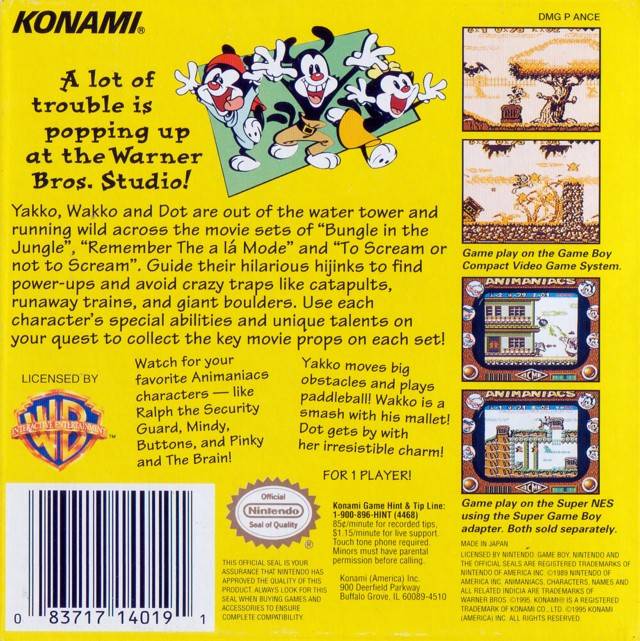 KONAMI®
DMG P ANCE
A lot of
trouble is
popping up
at the Warner
Bros. Studio!
Yakko, Wakko and Dot are out of the water tower and
running wild across the movie sets of “Bungle in the
Jungle”, “Remember The a lá Mode” and “To Scream or
not to Scream”. Guide their hilarious hijinks to find
power-ups and avoid crazy traps like catapults,
runaway trains, and giant boulders. Use each
character’s special abilities and unique talents on
your quest to collect the key movie props on each set!
Game play on the Game Boy
Compact Video Game System.
ANIMANIACS
ACME
ANIMANIACS
ACME
Game play on the Super NES
using the Super Game Boy
adapter. Both sold separately.
LICENSED BY
WB
INTERACTIVE ENTERTAINMENT
TM
Watch for your
favorite Animaniacs
characters — like
Ralph the Security
Guard, Mindy,
Buttons, and Pinky
and The Brain!
Yakko moves big
obstacles and plays
paddleball! Wakko is a
smash with his mallet!
Dot gets by with
her irresistible charm!
FOR 1 PLAYER!
0 83717 14019 1
Official
Nintendo
Seal of Quality
®
THIS OFFICIAL SEAL IS YOUR
ASSURANCE THAT NINTENDO HAS
APPROVED THE QUALITY OF THIS
PRODUCT. ALWAYS LOOK FOR THIS
SEAL WHEN BUYING GAMES AND
ACCESSORIES TO ENSURE
COMPLETE COMPATIBILITY.
Konami Game Hint & Tip Line:
1-900-896-HINT (4468)
85¢/minute for recorded tips,
$1.15/minute for live support.
Touch tone phone required.
Minors must have parental
permission before calling.
Konami (America) Inc.
900 Deerfield Parkway
Buffalo Grove, IL 60089-4510
MADE IN JAPAN
LICENSED BY NINTENDO. GAME BOY, NINTENDO AND
THE OFFICIAL SEALS ARE REGISTERED TRADEMARKS OF
NINTENDO OF AMERICA INC. ©1989 NINTENDO OF
AMERICA INC. ANIMANIACS, CHARACTERS, NAMES AND
ALL RELATED INDICIA ARE TRADEMARKS OF
WARNER BROS. ©1995. KONAMI® IS A REGISTERED
TRADEMARK OF KONAMI CO., LTD. ©1995 KONAMI
(AMERICA) INC. ALL RIGHTS RESERVED.